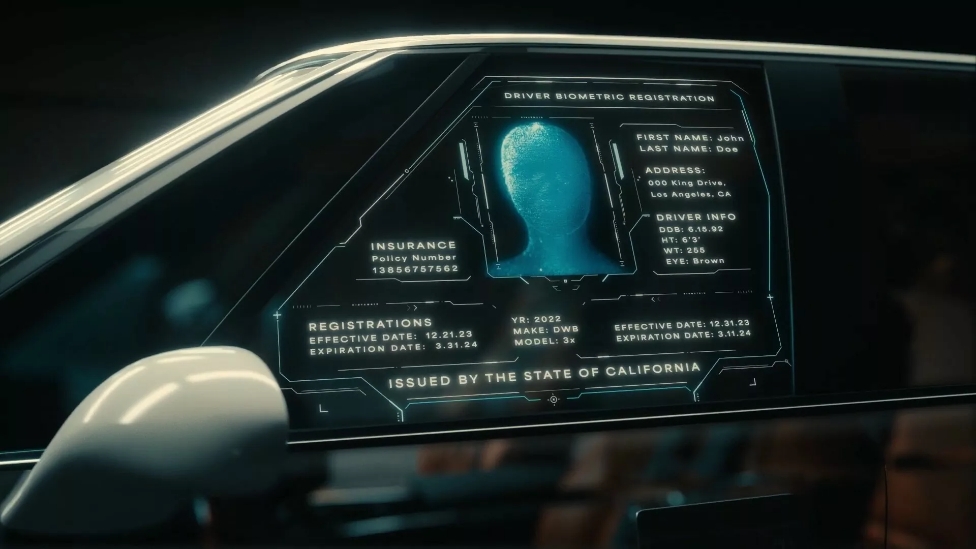 DRIVER BIOMETRIC REGISTRATION
FIRST NAME: John
LAST NAME: Doe
ADDRESS:
000 King Drive,
Los Angeles, CA
DRIVER INFO
DDB: 6.15.92
HT: 6'3'
WT: 255
EYE: Brown
INSURANCE
Policy Number
13856757562
REGISTRATIONS
EFFECTIVE DATE: 12.21.23
EXPIRATION DATE: 3.31.24
YR: 2022
MAKE: DWB
MODEL: 3x
EFFECTIVE DATE: 12.31.23
EXPIRATION DATE: 3.11.24
ISSUED BY THE STATE OF CALIFORNIA